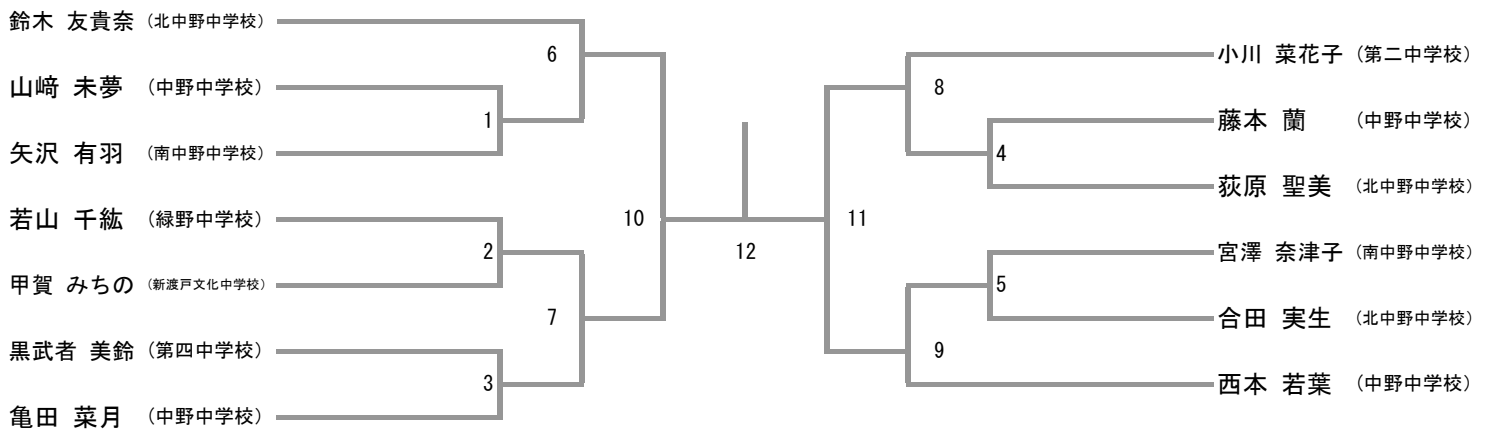 鈴木 友貴奈 （北中野中学校）
山﨑 未夢 （中野中学校）
矢沢 有羽 （南中野中学校）
若山 千紘 （緑野中学校）
甲賀 みちの （新渡戸文化中学校）
黒武者 美鈴 （第四中学校）
亀田 菜月 （中野中学校）
6
1
2
7
3
10
12
11
8
4
5
9
小川 菜花子 （第二中学校）
藤本 蘭 （中野中学校）
荻原 聖美 （北中野中学校）
宮澤 奈津子 （南中野中学校）
合田 実生 （北中野中学校）
西本 若葉 （中野中学校）